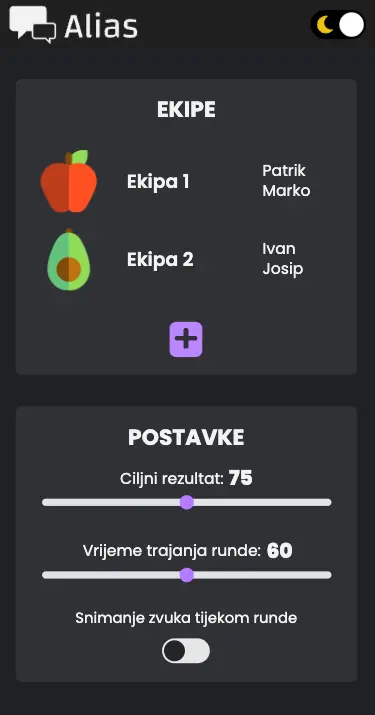 Alias
EKIPE
Ekipa 1
Patrik
Marko
Ekipa 2
Ivan
Josip
POSTAVKE
Ciljni rezultat: 75
Vrijeme trajanja runde: 60
Snimanje zvuka tijekom runde